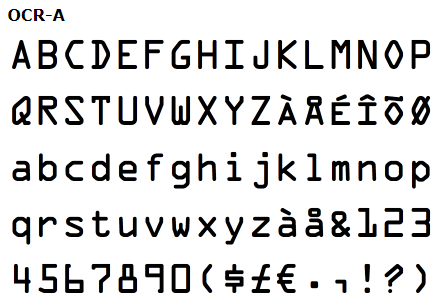 OCR-A
ABCDEFGHIJKLMNOP
QRSTUVWXYZÀÅÉÎÕØ
abcdefghijklmnop
qrstuvwxyzàå&123
4567890($£€.,!?)